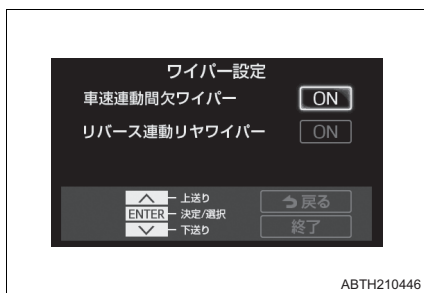 ワイパー設定
車速連動間欠ワイパー ON
リバース連動リヤワイパー ON
上送り
ENTER 決定/選択
下送り
戻る
終了
ABTH210446